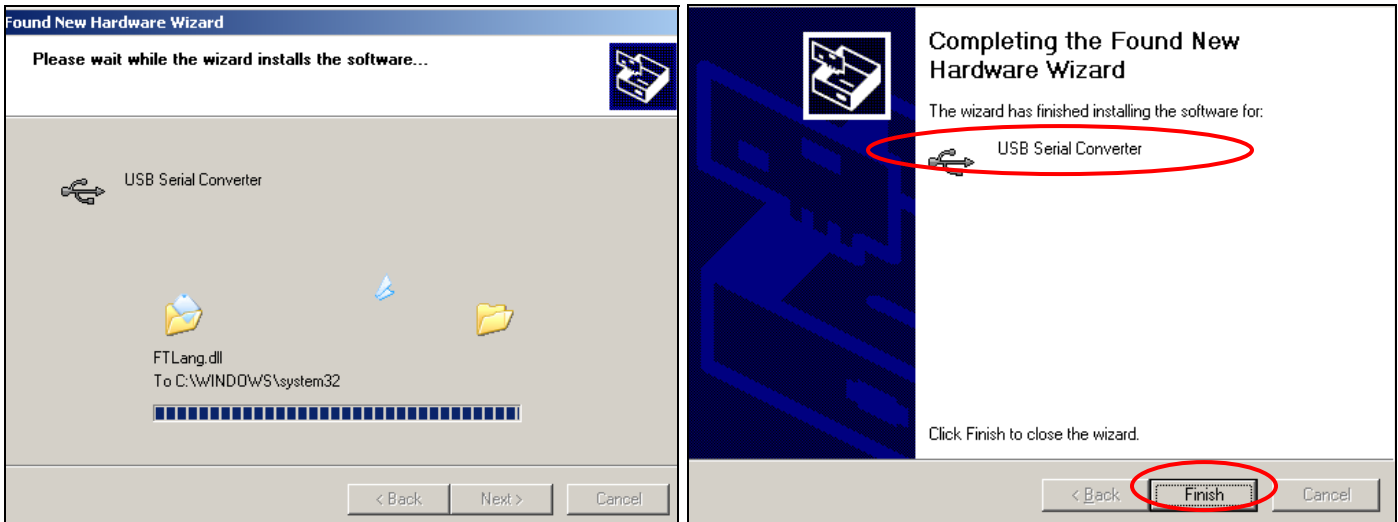 Found New Hardware Wizard
Please wait while the wizard installs the software...
USB Serial Converter
FTLang.dll
To C:\WINDOWS\system32
< Back Next > Cancel
Completing the Found New
Hardware Wizard
The wizard has finished installing the software for:
USB Serial Converter
Click Finish to close the wizard.
< Back Finish Cancel